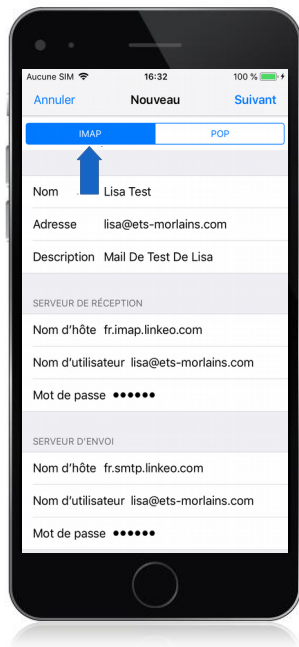 Aucune SIM 16:32 100 %
Annuler Nouveau Suivant
IMAP POP
Nom Lisa Test
Adresse lisa@ets-morlains.com
Description Mail De Test De Lisa
SERVEUR DE RÉCEPTION
Nom d'hôte fr.imap.linkeo.com
Nom d'utilisateur lisa@ets-morlains.com
Mot de passe ●●●●●●
SERVEUR D'ENVOI
Nom d'hôte fr.smtp.linkeo.com
Nom d'utilisateur lisa@ets-morlains.com
Mot de passe ●●●●●●